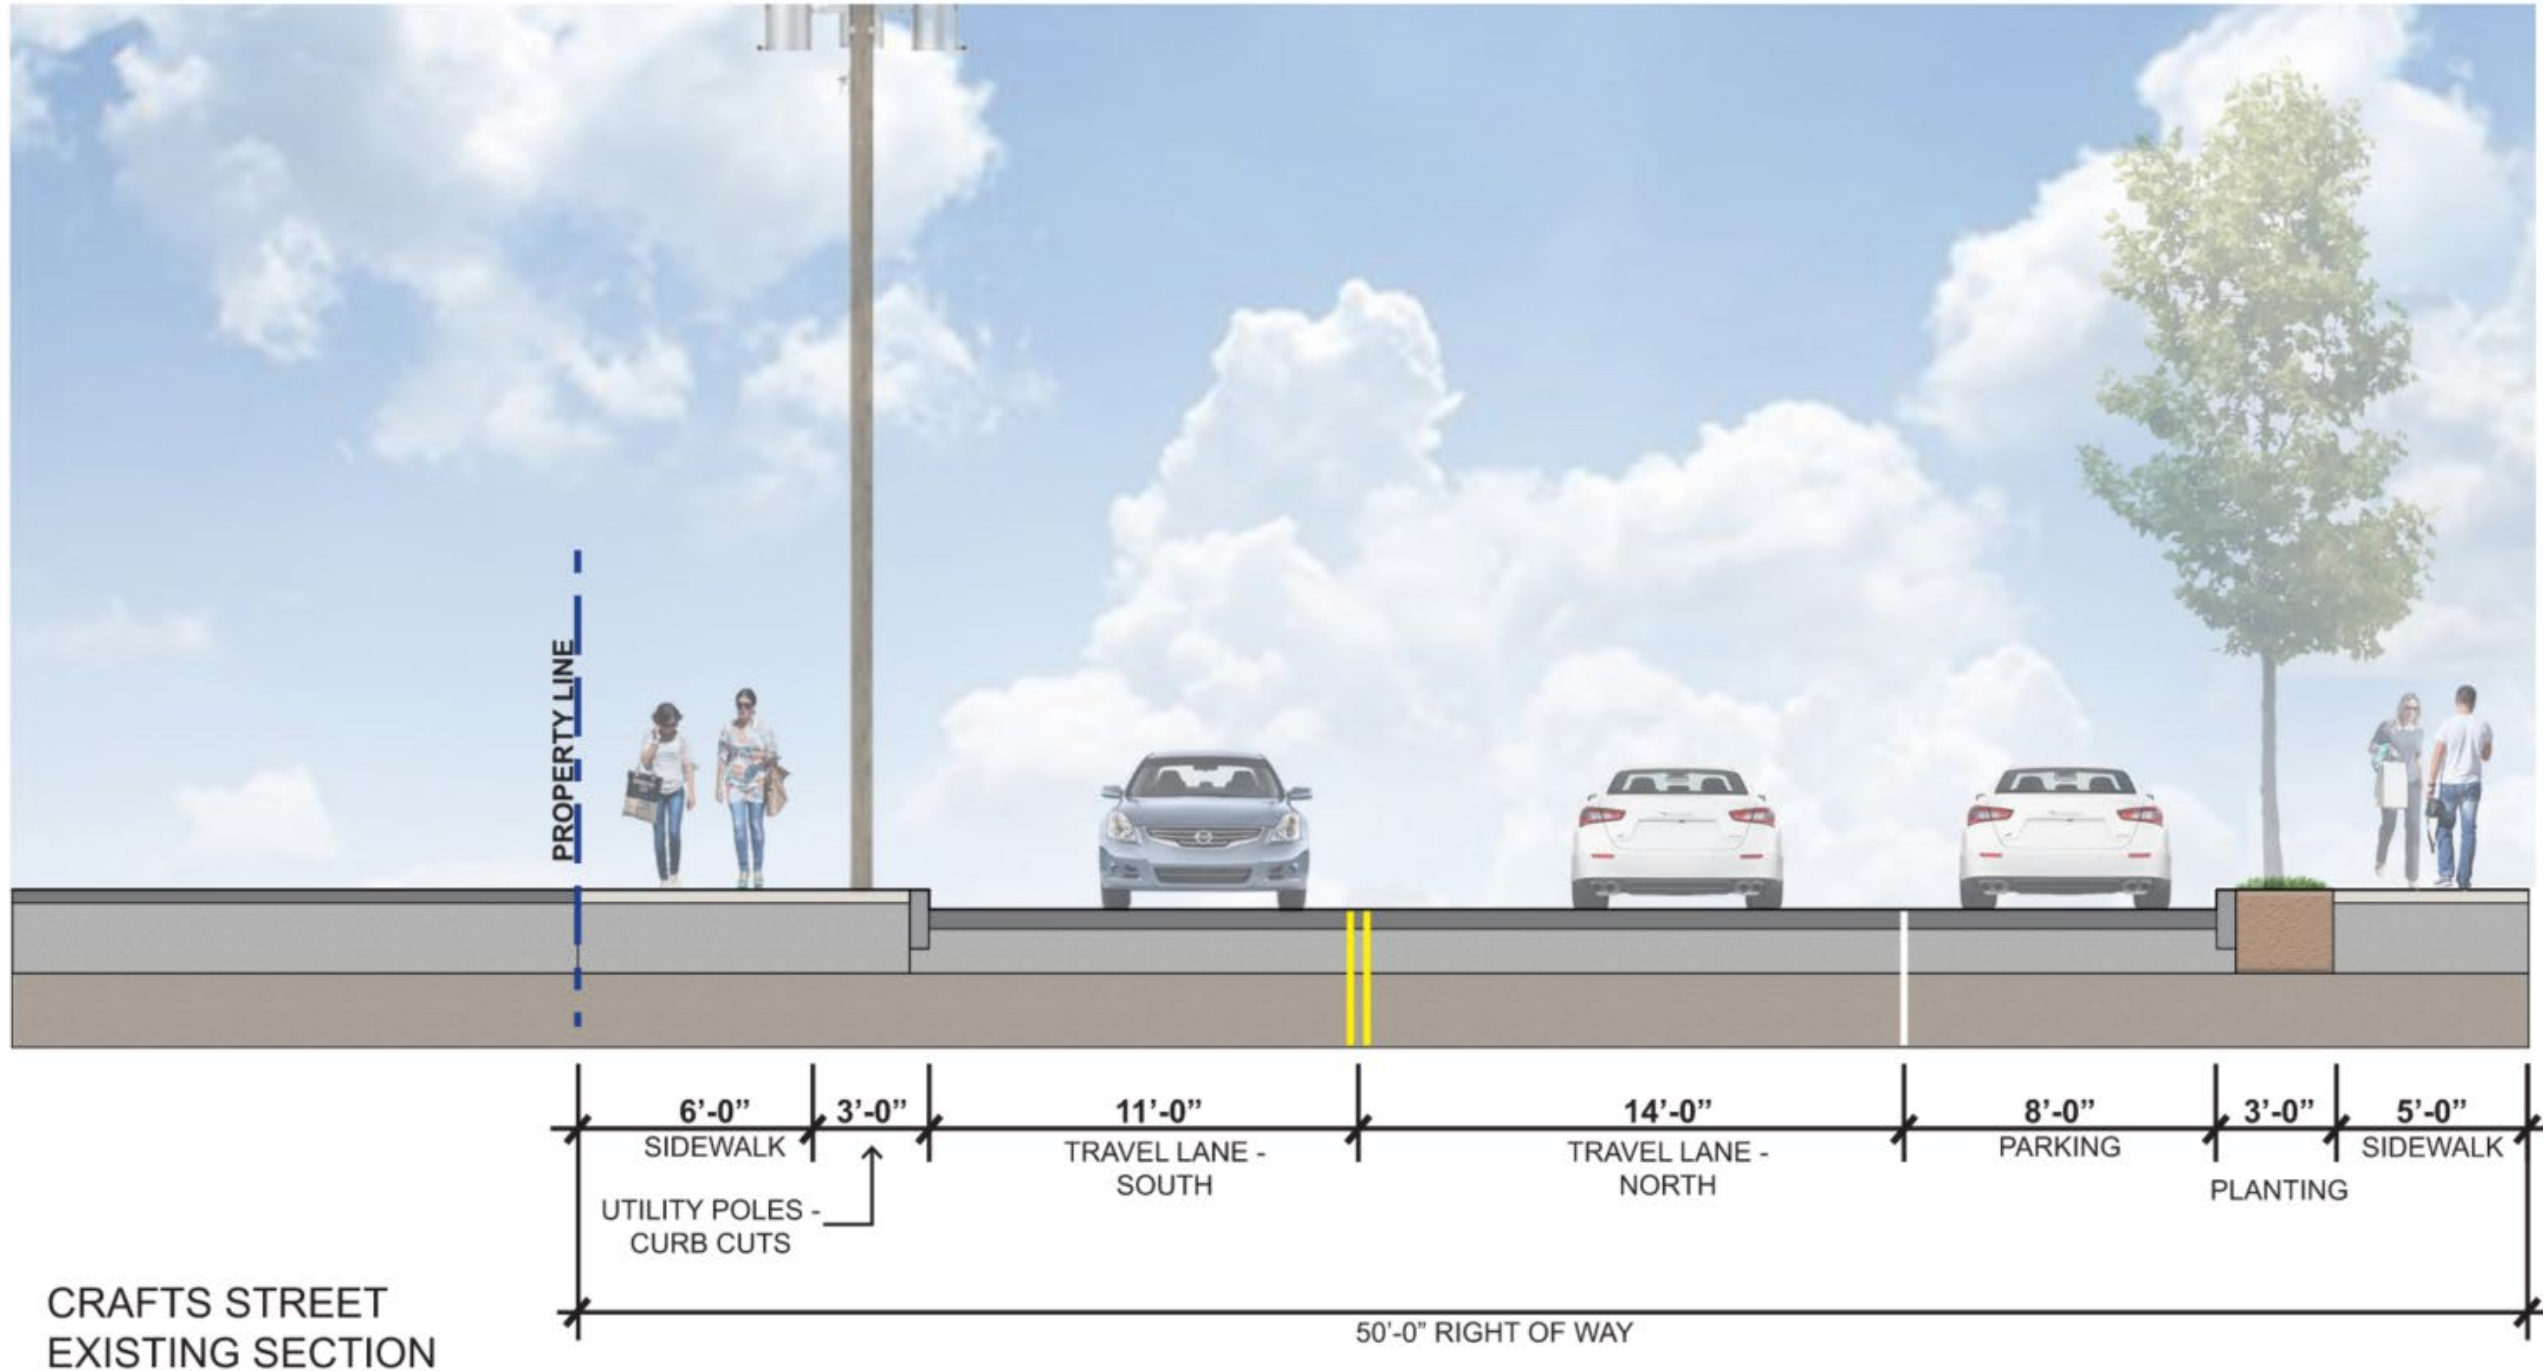 PROPERTY LINE
6’-0” 3’-0” 11’-0” 14’-0” 8’-0” 3’-0” 5’-0”
SIDEWALK
UTILITY POLES -
CURB CUTS
TRAVEL LANE -
SOUTH
TRAVEL LANE -
NORTH
PARKING
PLANTING
SIDEWALK
50’-0” RIGHT OF WAY
CRAFTS STREET
EXISTING SECTION